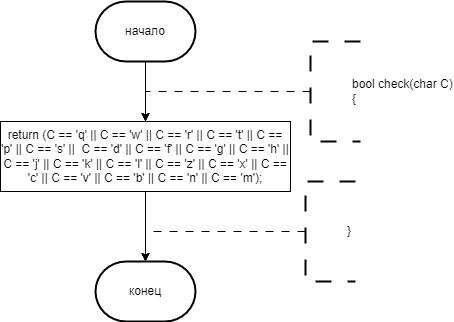 начало
bool check(char C)
{
return (C == 'q' || C == 'w' || C == 'r' || C == 't' || C ==
'p' || C == 's' || C == 'd' || C == 'f' || C == 'g' || C == 'h' ||
C == 'j' || C == 'k' || C == 'l' || C == 'z' || C == 'x' || C ==
'c' || C == 'v' || C == 'b' || C == 'n' || C == 'm');
}
конец